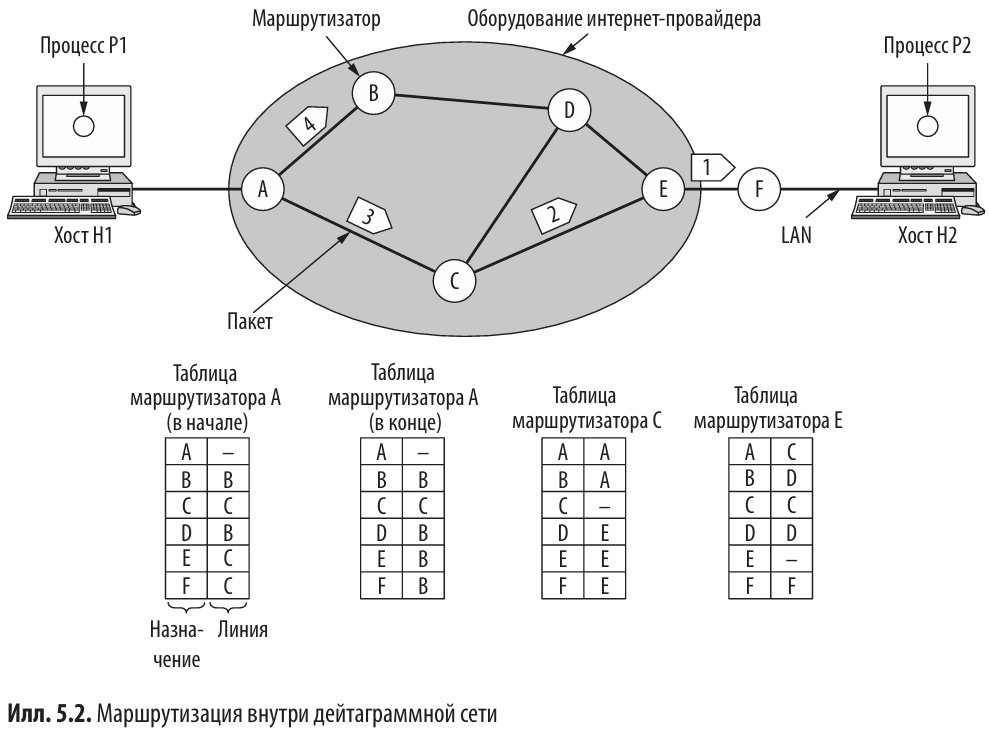 Маршрутизатор
Оборудование интернет-провайдера
Процесс P1
Процесс P2
B
D
4
1
A
E
F
3
2
C
LAN
Хост H1
Хост H2
Пакет
Таблица
маршрутизатора A
(в начале)
A –
B B
C C
D B
E C
F C
Назна-
чение
Линия
Таблица
маршрутизатора A
(в конце)
A –
B B
C C
D B
E B
F B
Таблица
маршрутизатора C
A A
B A
C –
D E
E E
F E
Таблица
маршрутизатора E
A C
B D
C C
D D
E –
F F
Илл. 5.2. Маршрутизация внутри дейтаграммной сети